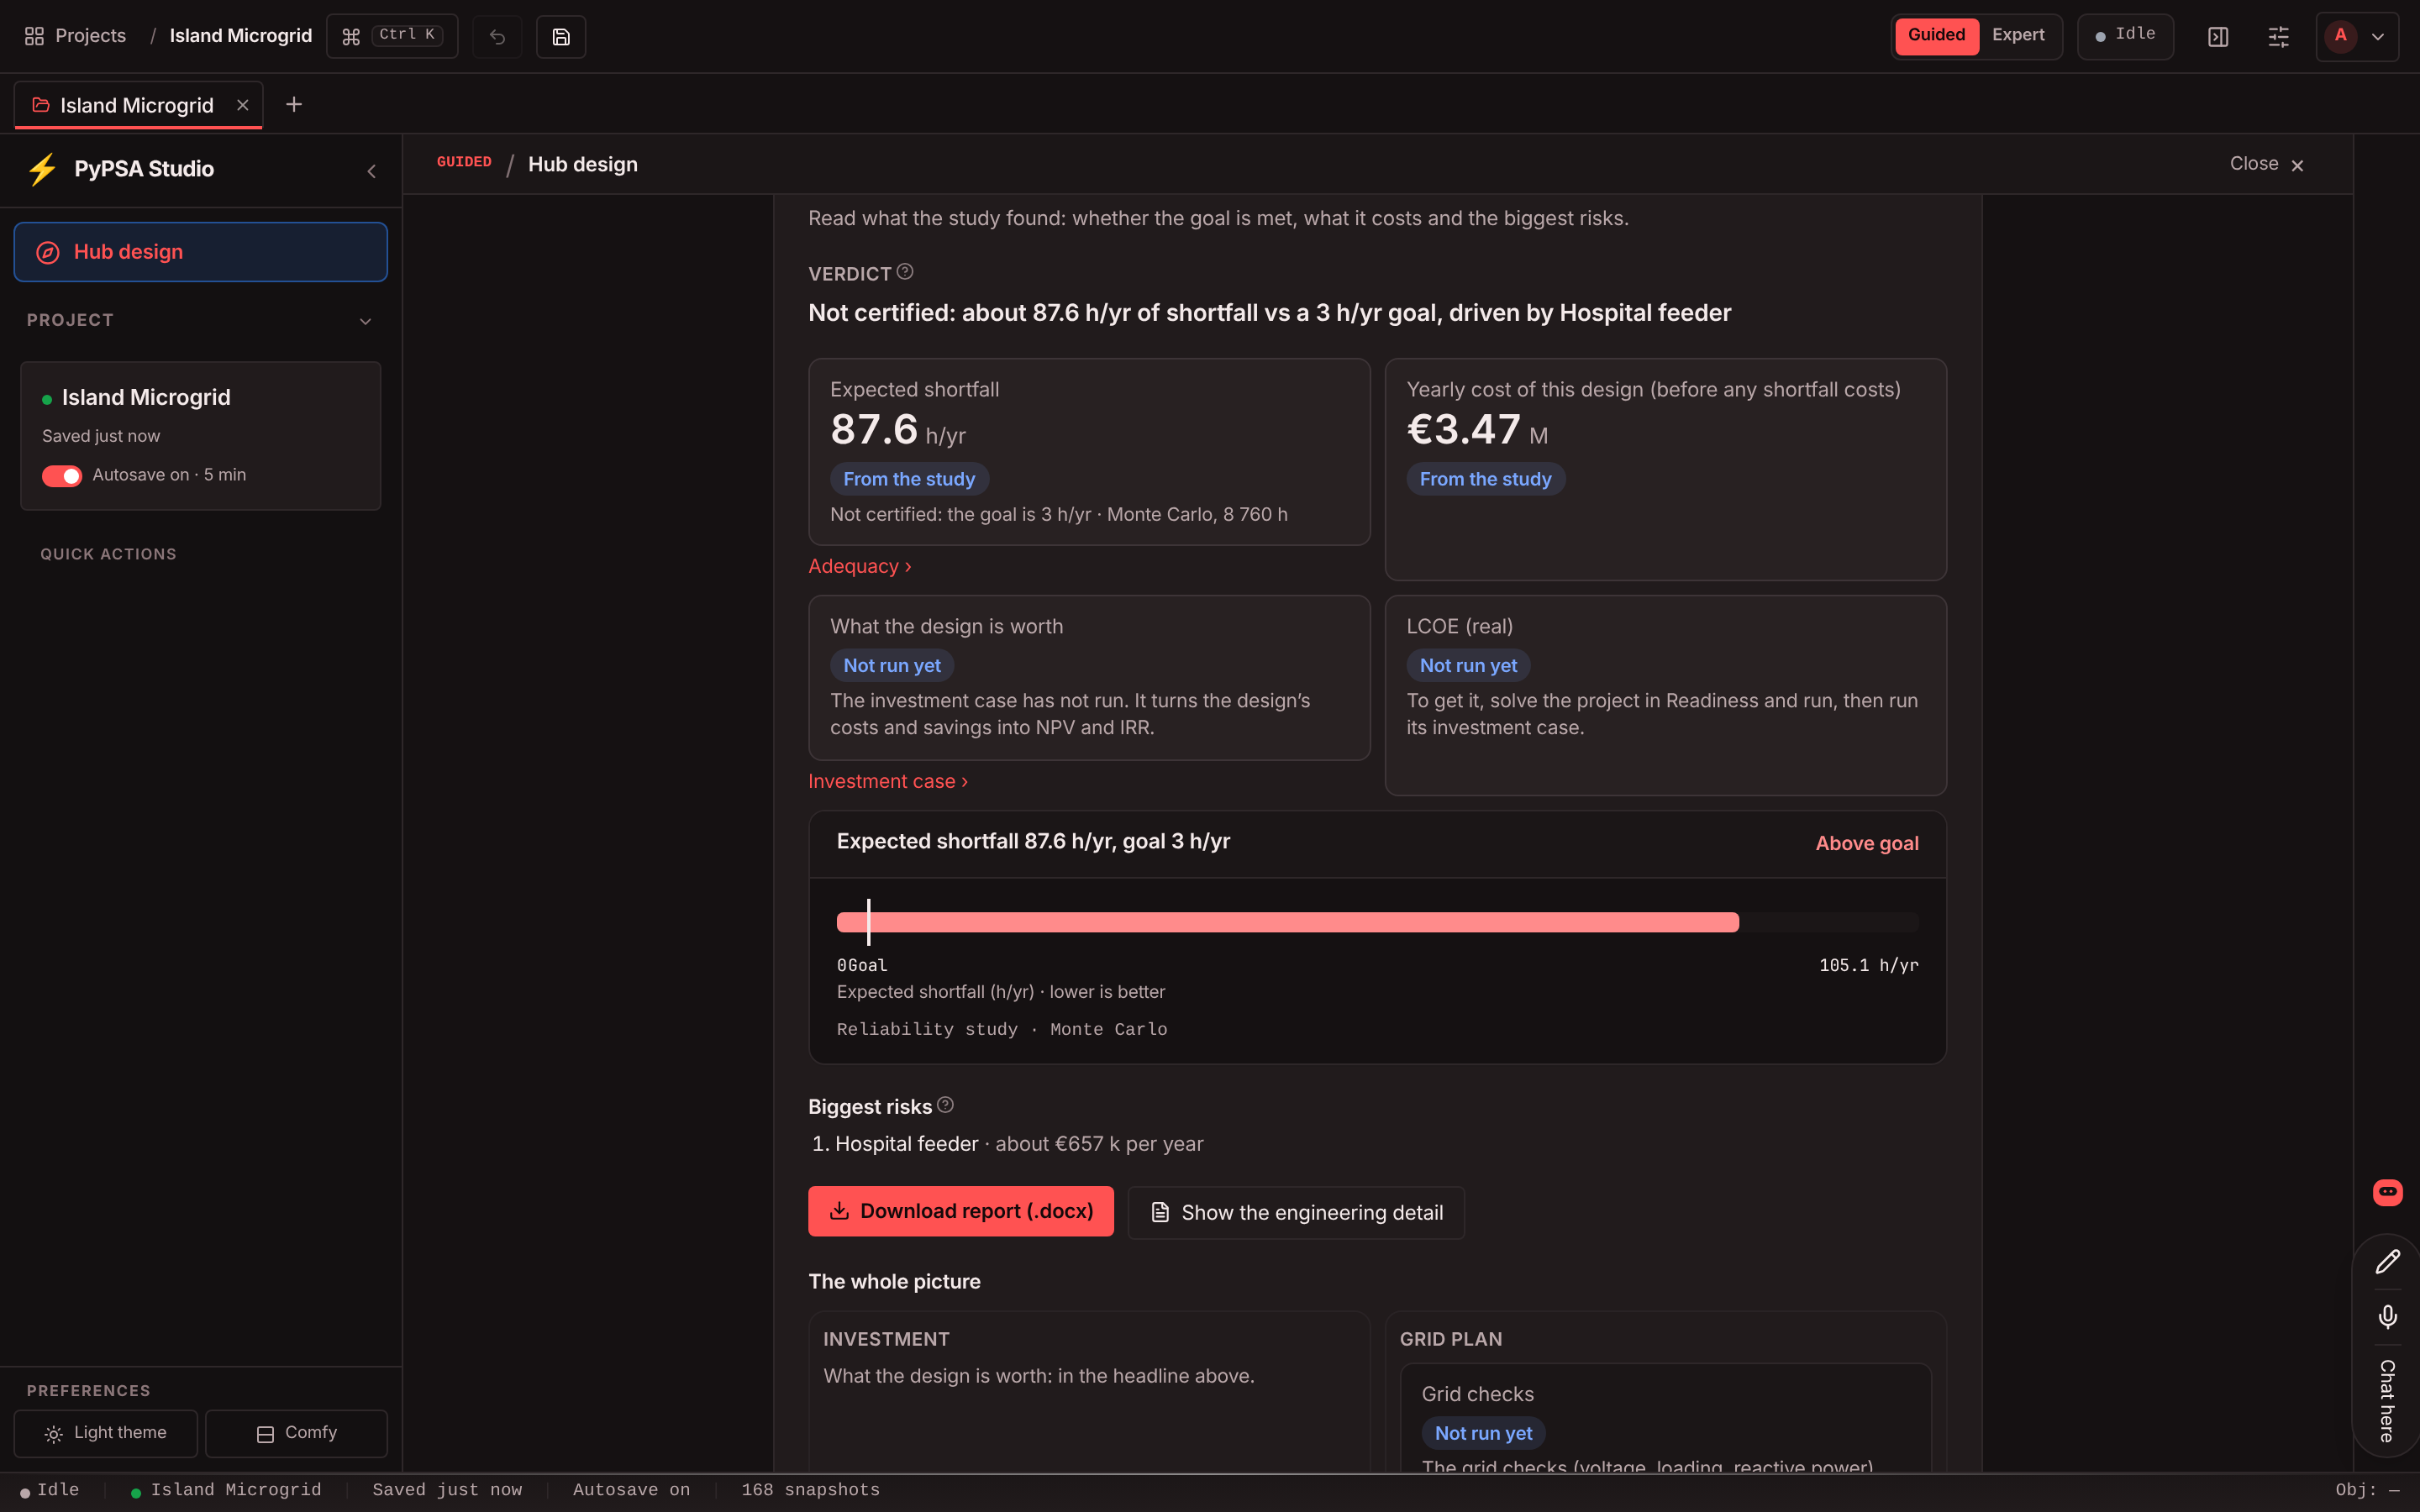 Projects / Island Microgrid Ctrl K Guided Expert Idle A
Island Microgrid
PyPSA Studio
GUIDED / Hub design Close
Hub design
PROJECT
Island Microgrid
Saved just now
Autosave on · 5 min
QUICK ACTIONS
Read what the study found: whether the goal is met, what it costs and the biggest risks.
VERDICT
Not certified: about 87.6 h/yr of shortfall vs a 3 h/yr goal, driven by Hospital feeder
Expected shortfall
87.6 h/yr
From the study
Not certified: the goal is 3 h/yr · Monte Carlo, 8 760 h
Adequacy ›
Yearly cost of this design (before any shortfall costs)
€3.47 M
From the study
What the design is worth
Not run yet
The investment case has not run. It turns the design’s
costs and savings into NPV and IRR.
Investment case ›
LCOE (real)
Not run yet
To get it, solve the project in Readiness and run, then run
its investment case.
Expected shortfall 87.6 h/yr, goal 3 h/yr Above goal
0Goal 105.1 h/yr
Expected shortfall (h/yr) · lower is better
Reliability study · Monte Carlo
Biggest risks
1. Hospital feeder · about €657 k per year
Download report (.docx) Show the engineering detail
The whole picture
INVESTMENT
What the design is worth: in the headline above.
GRID PLAN
Grid checks
Not run yet
The grid checks (voltage, loading, reactive power)
Chat here
PREFERENCES
Light theme Comfy
Idle Island Microgrid Saved just now Autosave on 168 snapshots Obj: —